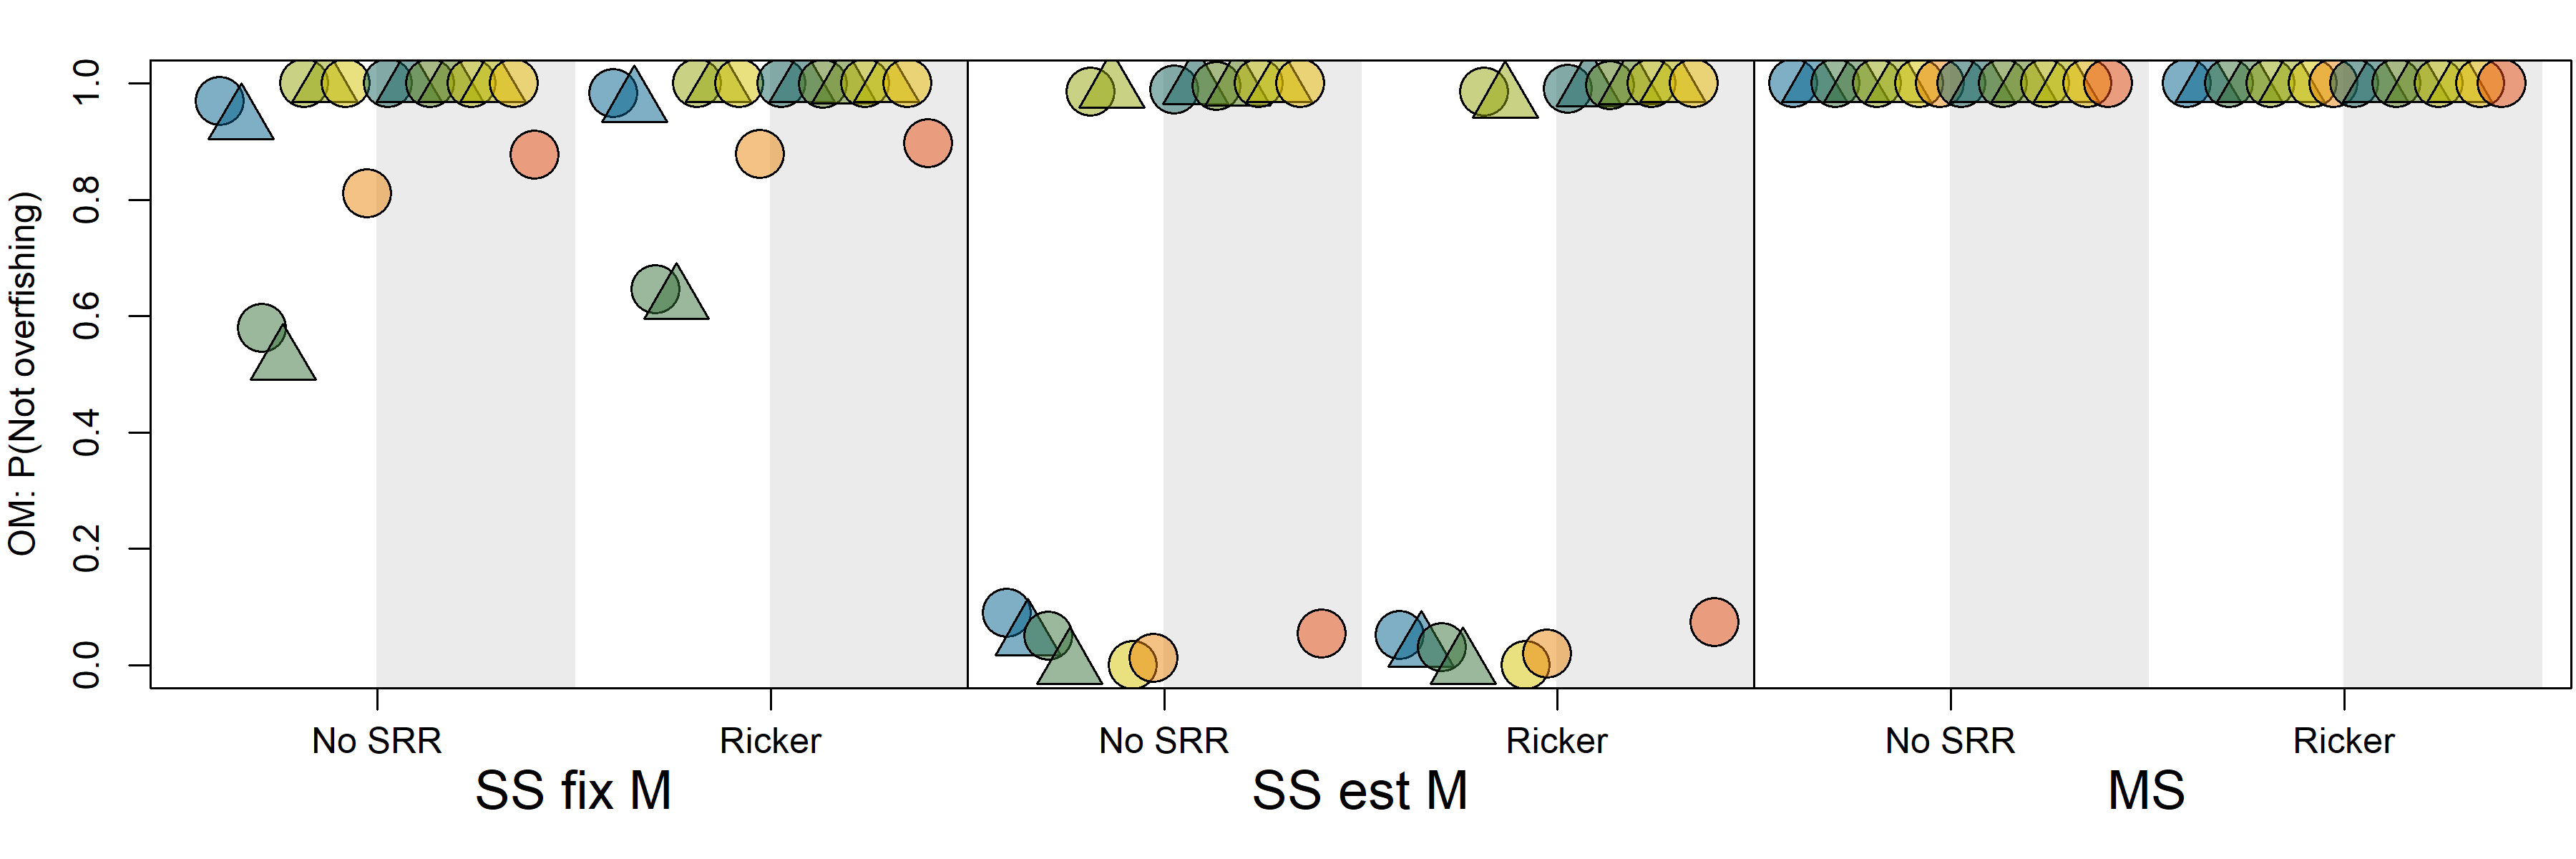 OM: P(Not overfishing)
1.0
0.8
0.6
0.4
0.2
0.0
No SRR Ricker No SRR Ricker No SRR Ricker
SS fix M SS est M MS